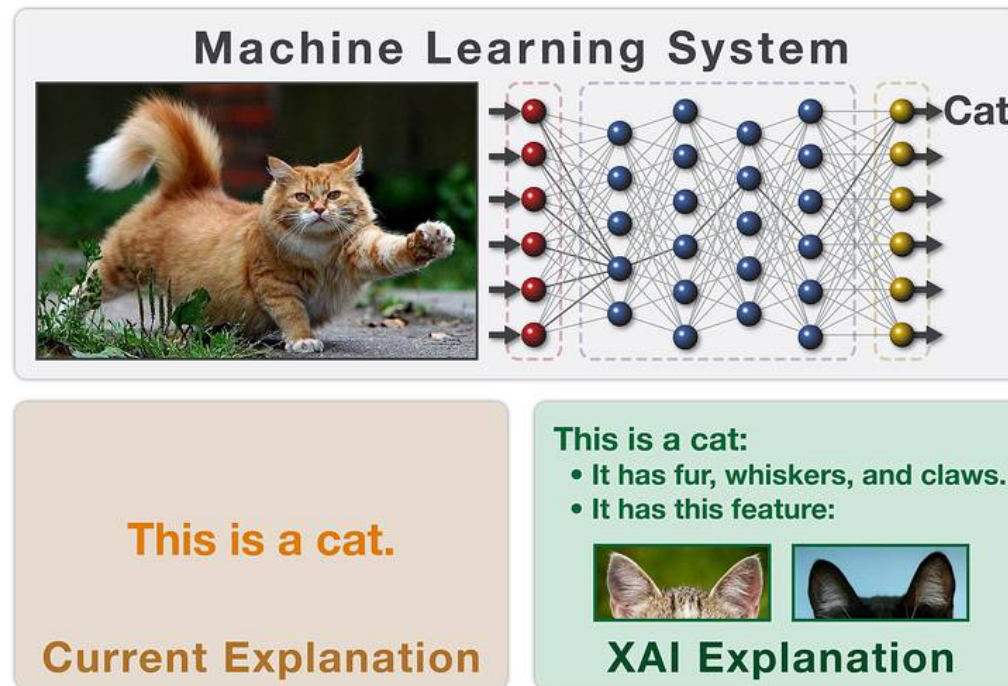 Machine Learning System
Cat
This is a cat.
Current Explanation
This is a cat:
• It has fur, whiskers, and claws.
• It has this feature:
XAI Explanation